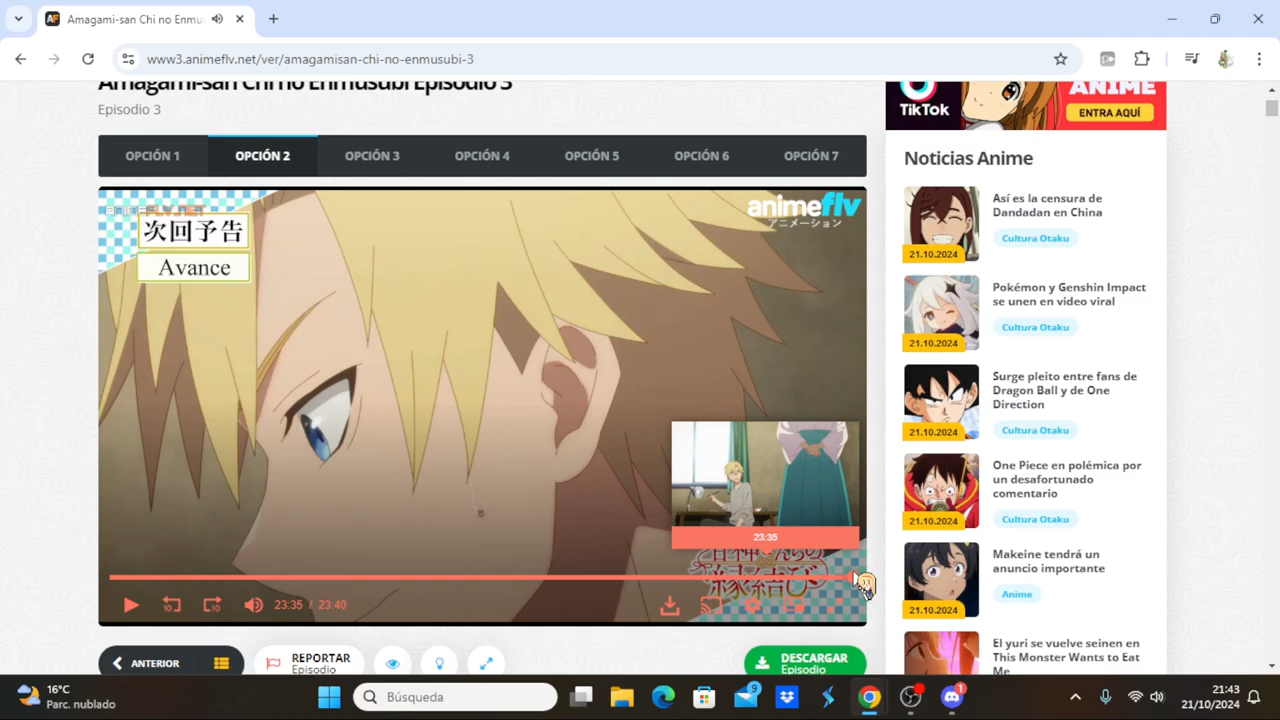 Amagami-san Chi no Enmu
www3.animeflv.net/ver/amagamisan-chi-no-enmusubi-3
Amagami-san Chi no Enmusubi Episodio 3
Episodio 3
OPCIÓN 1
OPCIÓN 2
OPCIÓN 3
OPCIÓN 4
OPCIÓN 5
OPCIÓN 6
OPCIÓN 7
ANIMEFLV.NET
次回予告
Avance
animeflv
アニメーション
23:35
縁結び
23:35 / 23:40
ANTERIOR
REPORTAR
Episodio
DESCARGAR
Episodio
TikTok
ANIME
ENTRA AQUÍ
Noticias Anime
Así es la censura de
Dandadan en China
Cultura Otaku
21.10.2024
Pokémon y Genshin Impact
se unen en video viral
Cultura Otaku
21.10.2024
Surge pleito entre fans de
Dragon Ball y de One
Direction
Cultura Otaku
21.10.2024
One Piece en polémica por
un desafortunado
comentario
Cultura Otaku
21.10.2024
Makeine tendrá un
anuncio importante
Anime
21.10.2024
El yuri se vuelve seinen en
This Monster Wants to Eat
Me
16°C
Parc. nublado
Búsqueda
9
1
21:43
21/10/2024